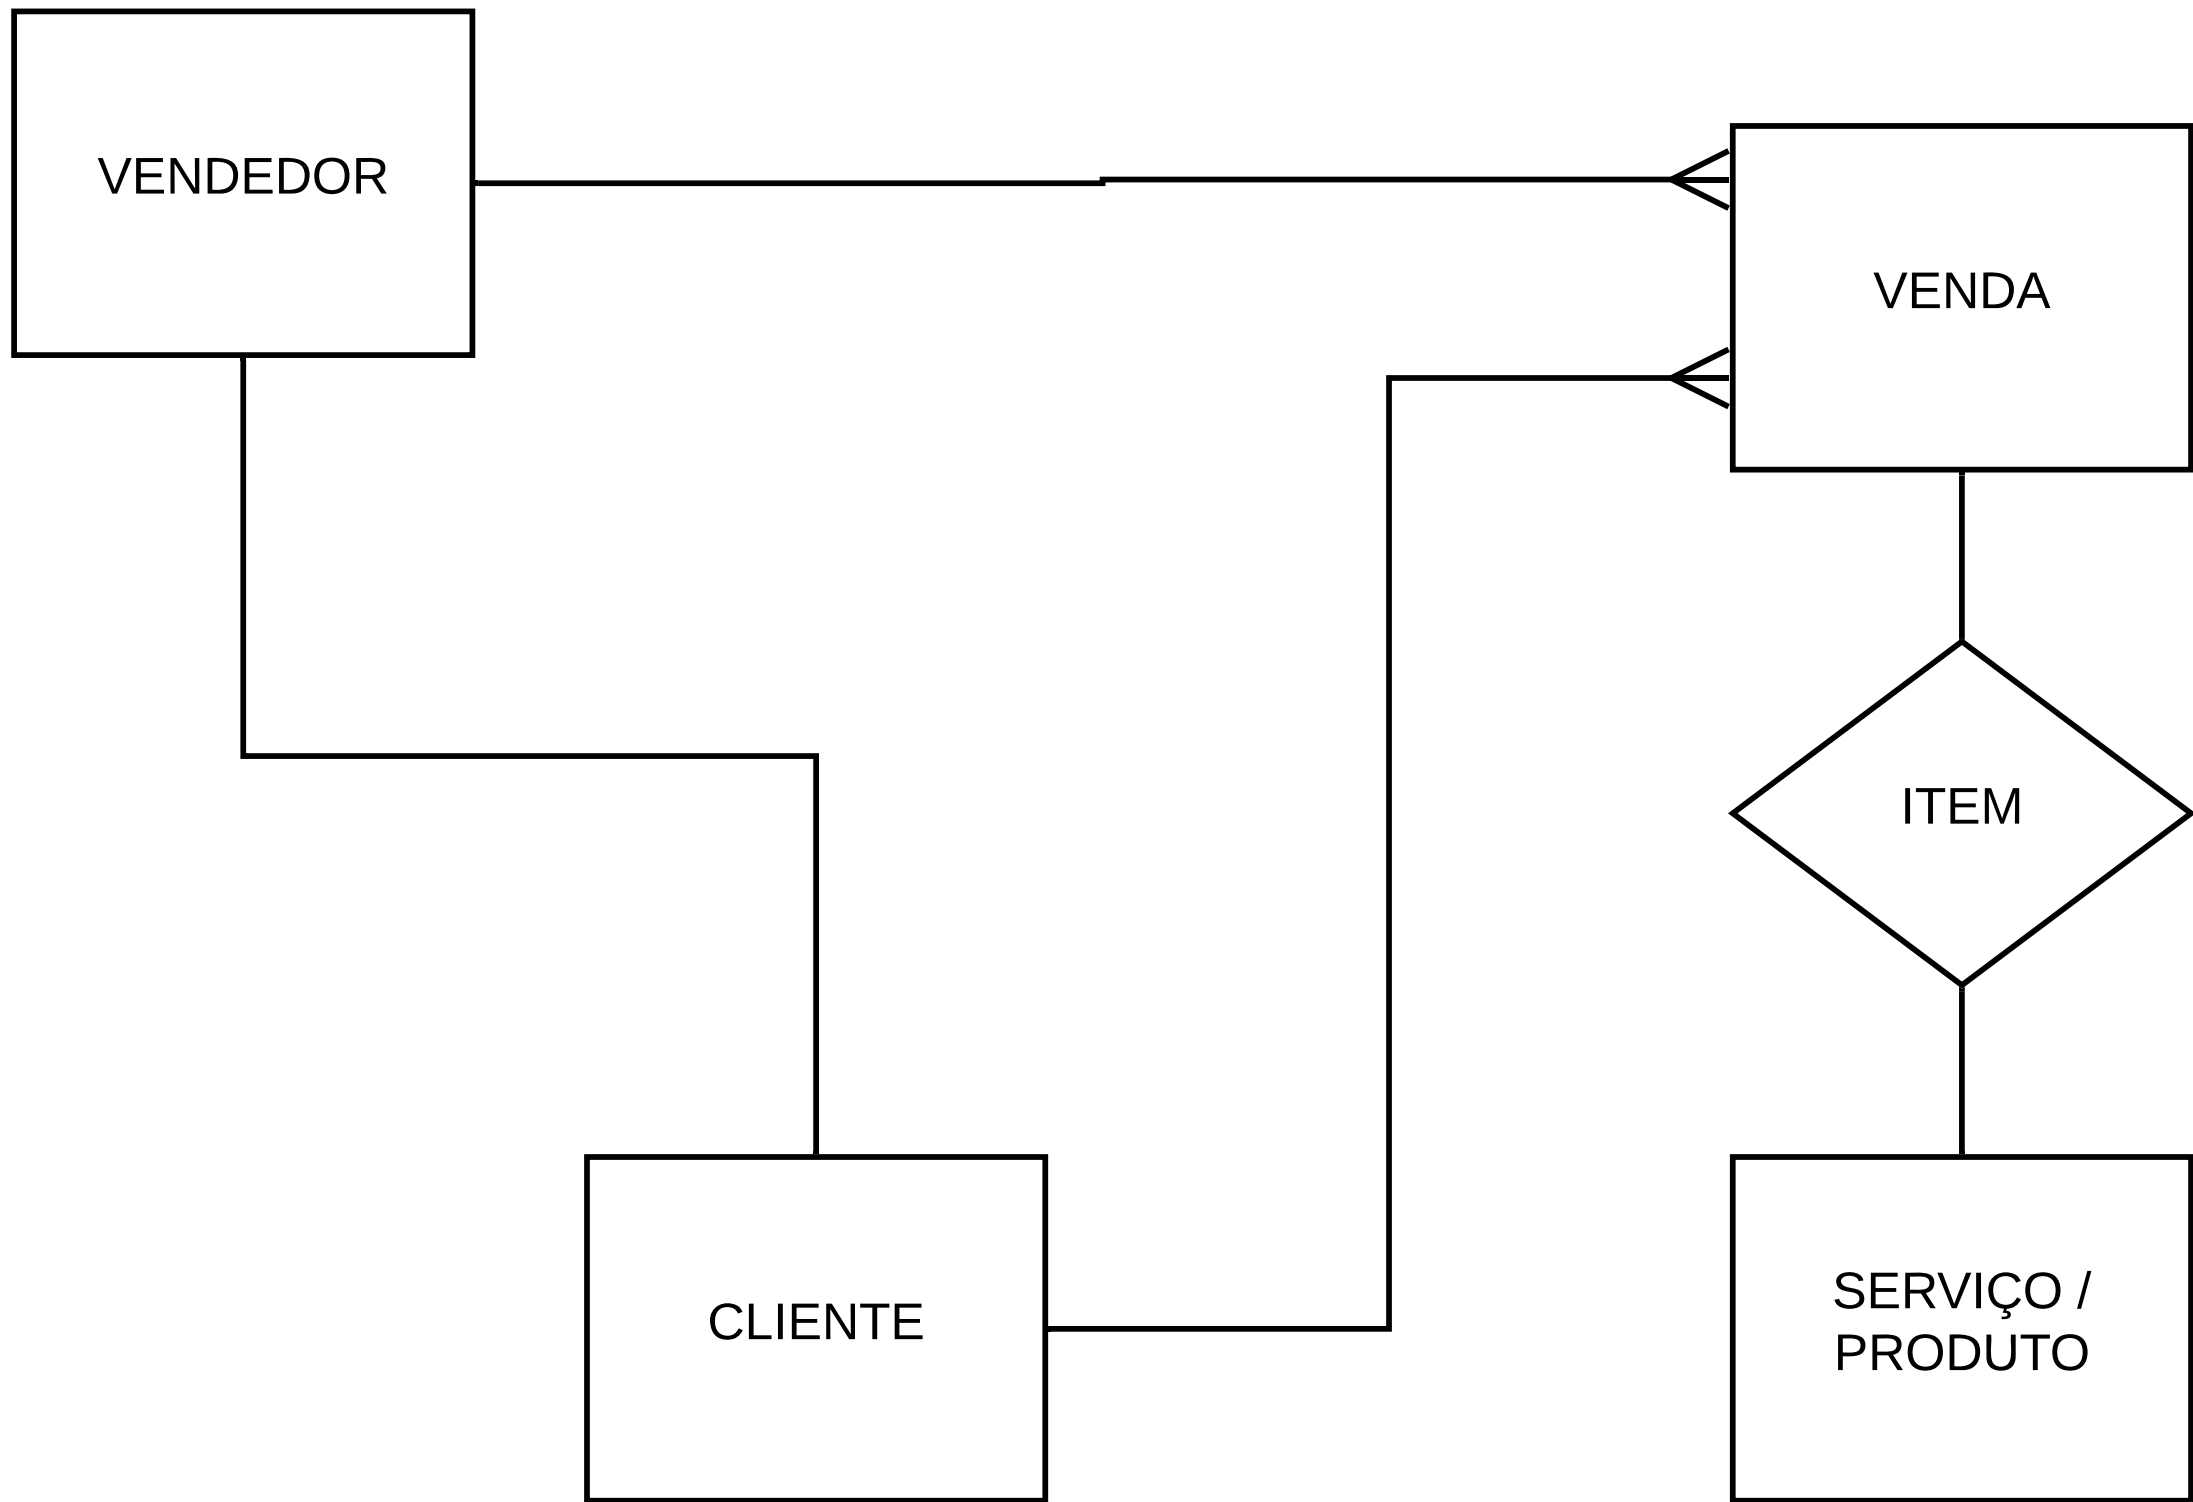 VENDEDOR
VENDA
ITEM
CLIENTE
SERVIÇO /
PRODUTO